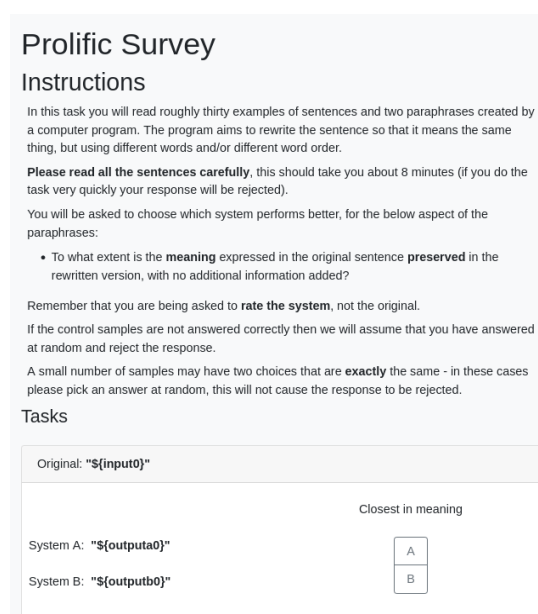 Prolific Survey
Instructions
In this task you will read roughly thirty examples of sentences and two paraphrases created by
a computer program. The program aims to rewrite the sentence so that it means the same
thing, but using different words and/or different word order.
Please read all the sentences carefully, this should take you about 8 minutes (if you do the
task very quickly your response will be rejected).
You will be asked to choose which system performs better, for the below aspect of the
paraphrases:
• To what extent is the meaning expressed in the original sentence preserved in the
rewritten version, with no additional information added?
Remember that you are being asked to rate the system, not the original.
If the control samples are not answered correctly then we will assume that you have answered
at random and reject the response.
A small number of samples may have two choices that are exactly the same - in these cases
please pick an answer at random, this will not cause the response to be rejected.
Tasks
Original: "${input0}"
Closest in meaning
System A: "${outputa0}"
A
System B: "${outputb0}"
B